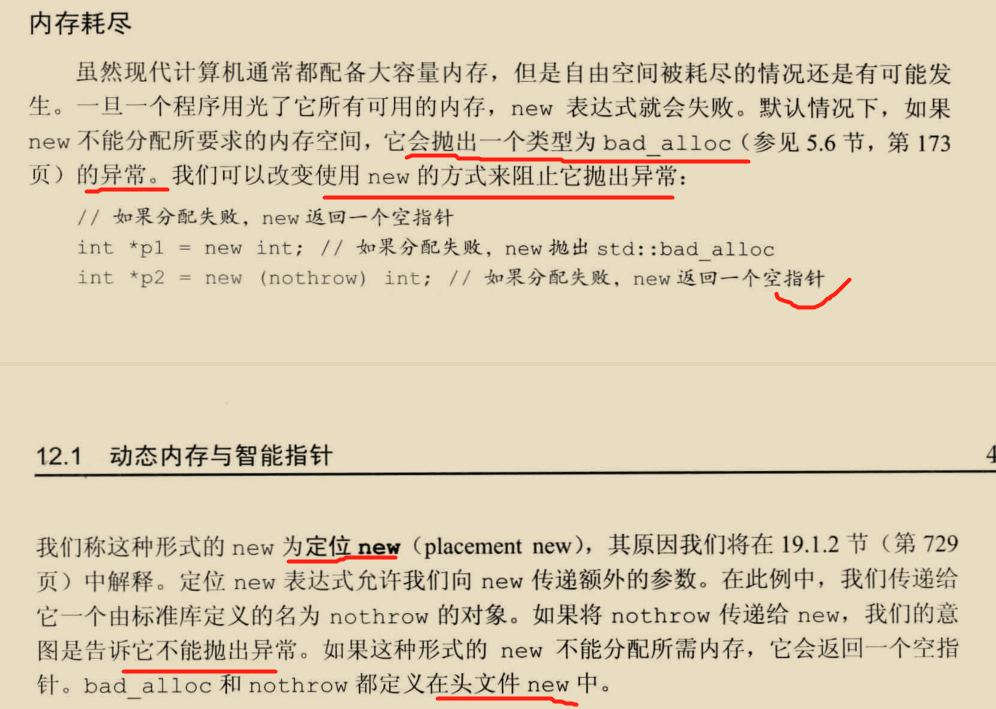 内存耗尽
虽然现代计算机通常都配备大容量内存，但是自由空间被耗尽的情况还是有可能发
生。一旦一个程序用光了它所有可用的内存，new 表达式就会失败。默认情况下，如果
new 不能分配所要求的内存空间，它会抛出一个类型为 bad_alloc（参见 5.6 节，第 173
页）的异常。我们可以改变使用 new 的方式来阻止它抛出异常：
// 如果分配失败，new 返回一个空指针
int *p1 = new int; // 如果分配失败，new 抛出 std::bad_alloc
int *p2 = new (nothrow) int; // 如果分配失败，new 返回一个空指针
12.1 动态内存与智能指针 4
我们称这种形式的 new 为定位 new（placement new），其原因我们将在 19.1.2 节（第 729
页）中解释。定位 new 表达式允许我们向 new 传递额外的参数。在此例中，我们传递给
它一个由标准库定义的名为 nothrow 的对象。如果将 nothrow 传递给 new，我们的意
图是告诉它不能抛出异常。如果这种形式的 new 不能分配所需内存，它会返回一个空指
针。bad_alloc 和 nothrow 都定义在头文件 new 中。